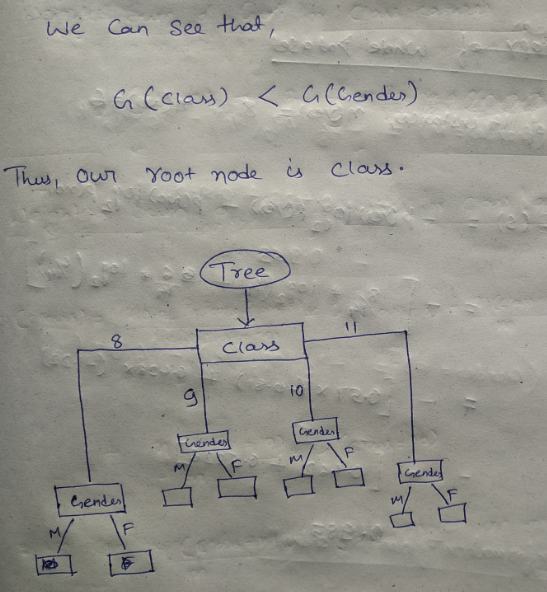 We Can See that,
G(Class) < G(Gender)
Thus, our root node is Class.
Tree
8
Class
11
9
10
Gender
Gender
M
F
M
F
Gender
Gender
M
F
M
F